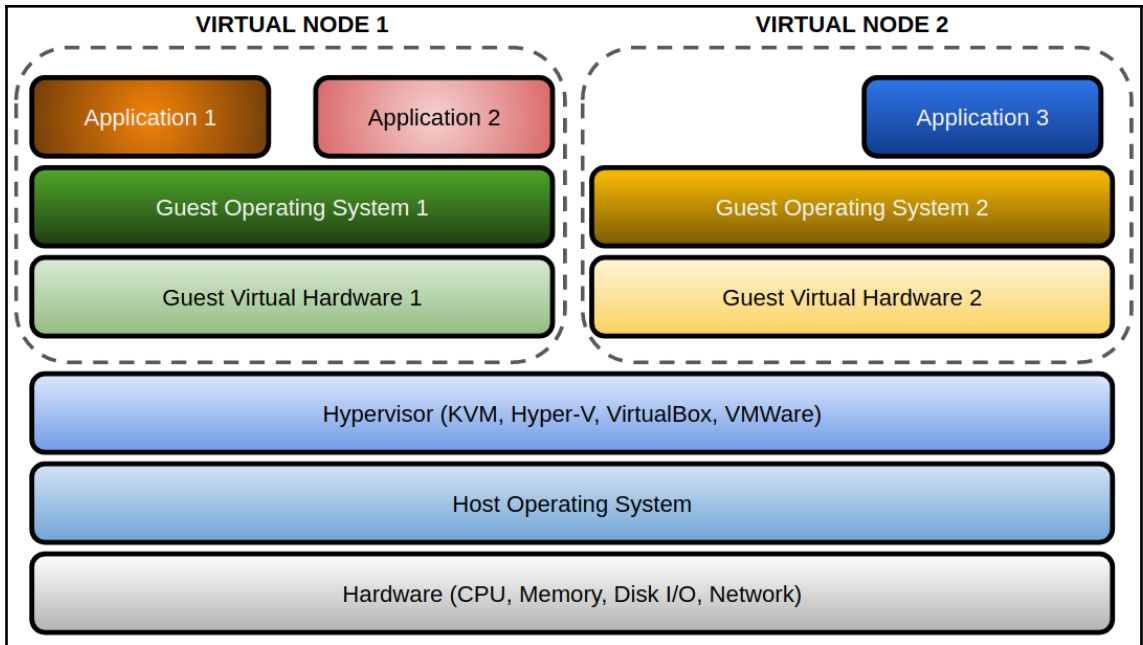 VIRTUAL NODE 1
VIRTUAL NODE 2
Application 1
Application 2
Application 3
Guest Operating System 1
Guest Operating System 2
Guest Virtual Hardware 1
Guest Virtual Hardware 2
Hypervisor (KVM, Hyper-V, VirtualBox, VMWare)
Host Operating System
Hardware (CPU, Memory, Disk I/O, Network)